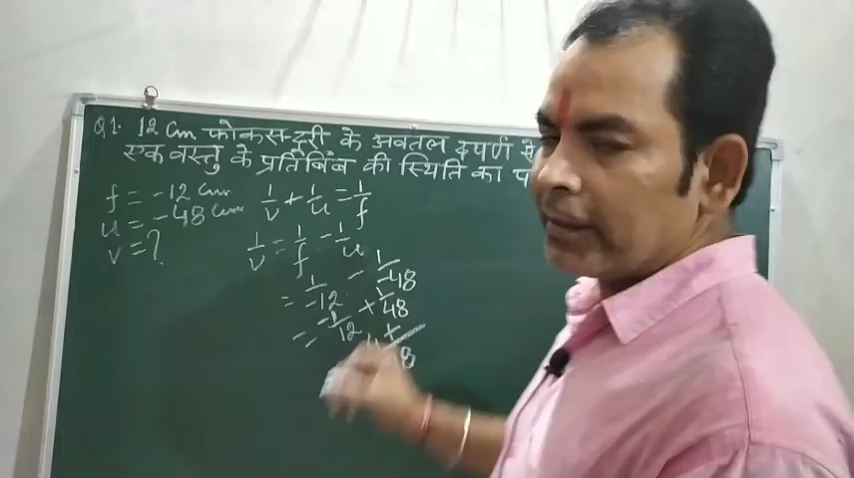 Q1. 12 Cm फोकस-दूरी के अवतल दर्पण से
एक वस्तु के प्रतिबिंब की स्थिति का
f = -12 cm 1/v + 1/u = 1/f
u = -48 cm
v = ? 1/v = 1/f - 1/u
= 1/-12 - 1/-48
= -1/12 + 1/48